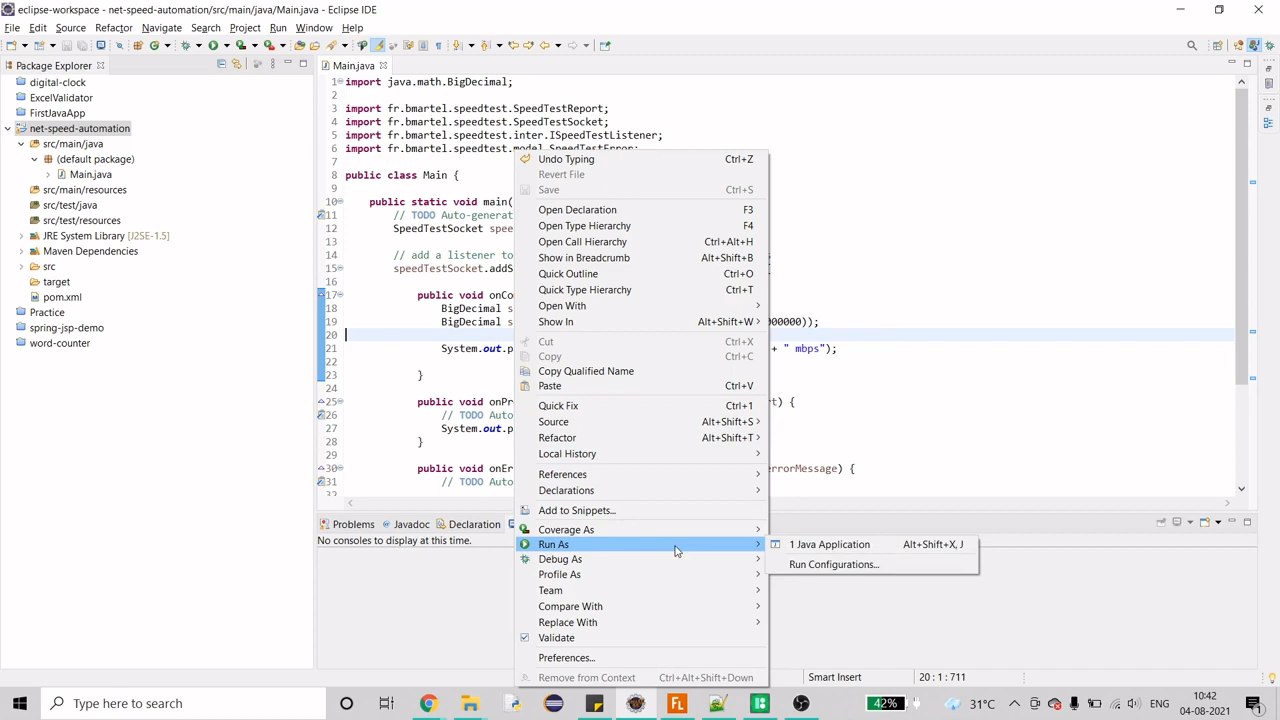 eclipse-workspace - net-speed-automation/src/main/java/Main.java - Eclipse IDE
File Edit Source Refactor Navigate Search Project Run Window Help
Package Explorer
digital-clock
ExcelValidator
FirstJavaApp
net-speed-automation
src/main/java
(default package)
Main.java
src/main/resources
src/test/java
src/test/resources
JRE System Library [J2SE-1.5]
Maven Dependencies
src
target
pom.xml
Practice
spring-jsp-demo
word-counter
Main.java
1 import java.math.BigDecimal;
2
3 import fr.bmartel.speedtest.SpeedTestReport;
4 import fr.bmartel.speedtest.SpeedTestSocket;
5 import fr.bmartel.speedtest.inter.ISpeedTestListener;
6 import fr.bmartel.speedtest.model.SpeedTestError;
7
8 public class Main {
9
10 public static void main(
11 // TODO Auto-generat
12 SpeedTestSocket spee
13
14 // add a listener to
15 speedTestSocket.addS
16
17 public void onCo
18 BigDecimal s
19 BigDecimal s 000000));
20
21 System.out.p + " mbps");
22
23 }
24
25 public void onPr t) {
26 // TODO Auto
27 System.out.p
28 }
29
30 public void onEr errorMessage) {
31 // TODO Auto
32
Undo Typing Ctrl+Z
Revert File
Save Ctrl+S
Open Declaration F3
Open Type Hierarchy F4
Open Call Hierarchy Ctrl+Alt+H
Show in Breadcrumb Alt+Shift+B
Quick Outline Ctrl+O
Quick Type Hierarchy Ctrl+T
Open With
Show In Alt+Shift+W
Cut Ctrl+X
Copy Ctrl+C
Copy Qualified Name
Paste Ctrl+V
Quick Fix Ctrl+1
Source Alt+Shift+S
Refactor Alt+Shift+T
Local History
References
Declarations
Add to Snippets...
Coverage As
Run As
Debug As
Profile As
Team
Compare With
Replace With
Validate
Preferences...
Remove from Context Ctrl+Alt+Shift+Down
1 Java Application Alt+Shift+X, J
Run Configurations...
Problems Javadoc Declaration
No consoles to display at this time.
Smart Insert 20 : 1 : 711
Type here to search
42%
31°C
ENG
10:42
04-08-2021